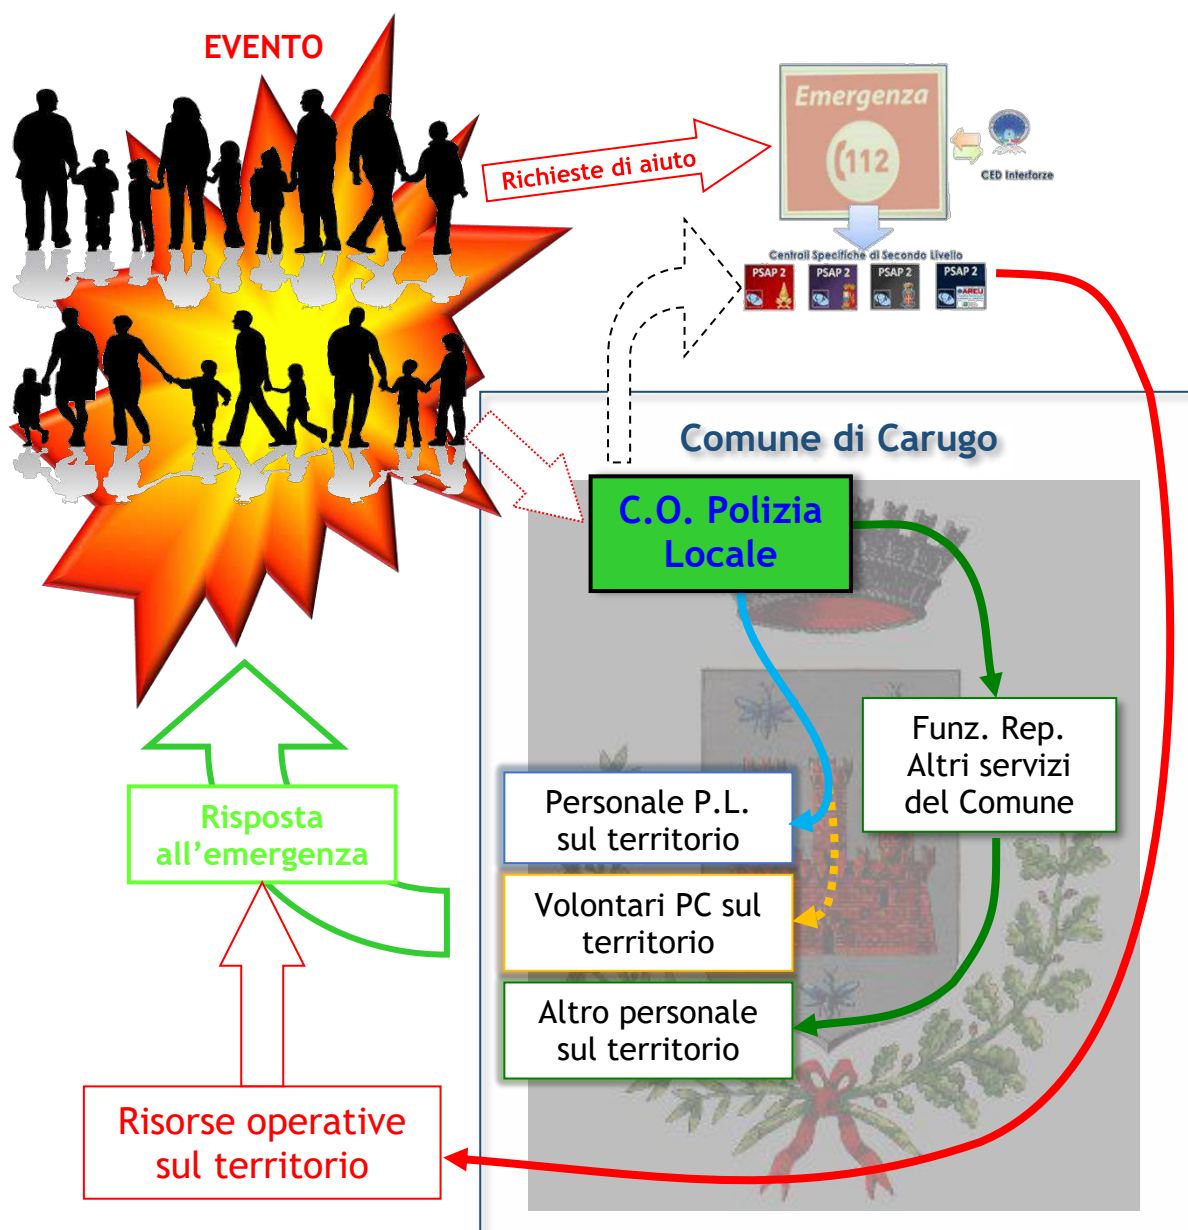 EVENTO
Emergenza
112
CED Interforze
Richieste di aiuto
Centrali Specifiche di Secondo Livello
PSAP 2
PSAP 2
PSAP 2
PSAP 2
AREU
Comune di Carugo
C.O. Polizia
Locale
Funz. Rep.
Altri servizi
del Comune
Personale P.L.
sul territorio
Volontari PC sul
territorio
Altro personale
sul territorio
Risposta
all’emergenza
Risorse operative
sul territorio